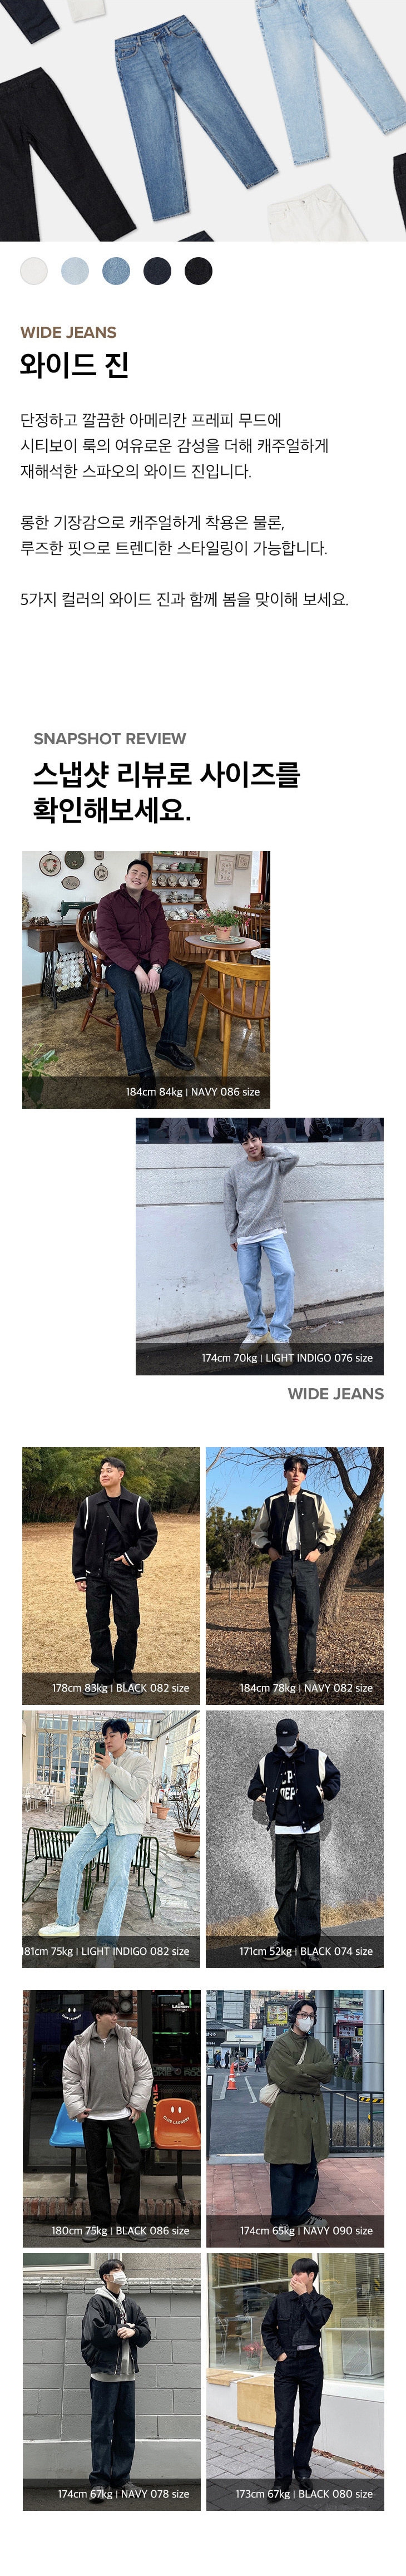 WIDE JEANS
와이드 진
단정하고 깔끔한 아메리칸 프레피 무드에
시티보이 룩의 여유로운 감성을 더해 캐주얼하게
재해석한 스파오의 와이드 진입니다.
롱한 기장감으로 캐주얼하게 착용은 물론,
루즈한 핏으로 트렌디한 스타일링이 가능합니다.
5가지 컬러의 와이드 진과 함께 봄을 맞이해 보세요.
SNAPSHOT REVIEW
스냅샷 리뷰로 사이즈를
확인해보세요.
184cm 84kg | NAVY 086 size
174cm 70kg | LIGHT INDIGO 076 size
WIDE JEANS
178cm 83kg | BLACK 082 size
184cm 78kg | NAVY 082 size
181cm 75kg | LIGHT INDIGO 082 size
171cm 52kg | BLACK 074 size
CLUB LAUNDRY
180cm 75kg | BLACK 086 size
174cm 65kg | NAVY 090 size
174cm 67kg | NAVY 078 size
173cm 67kg | BLACK 080 size